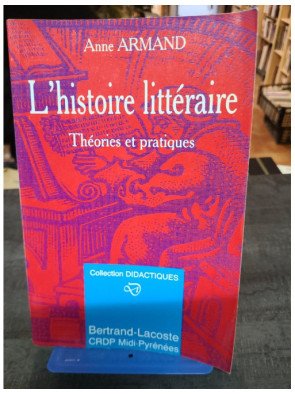 Anne ARMAND
L'histoire littéraire
Théories et pratiques
Collection DIDACTIQUES
Bertrand-Lacoste
CRDP Midi-Pyrénées